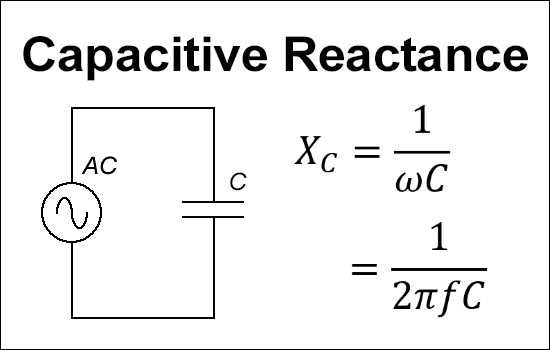 Capacitive Reactance
AC
C
X_C = 1/ωC
= 1/2πfC